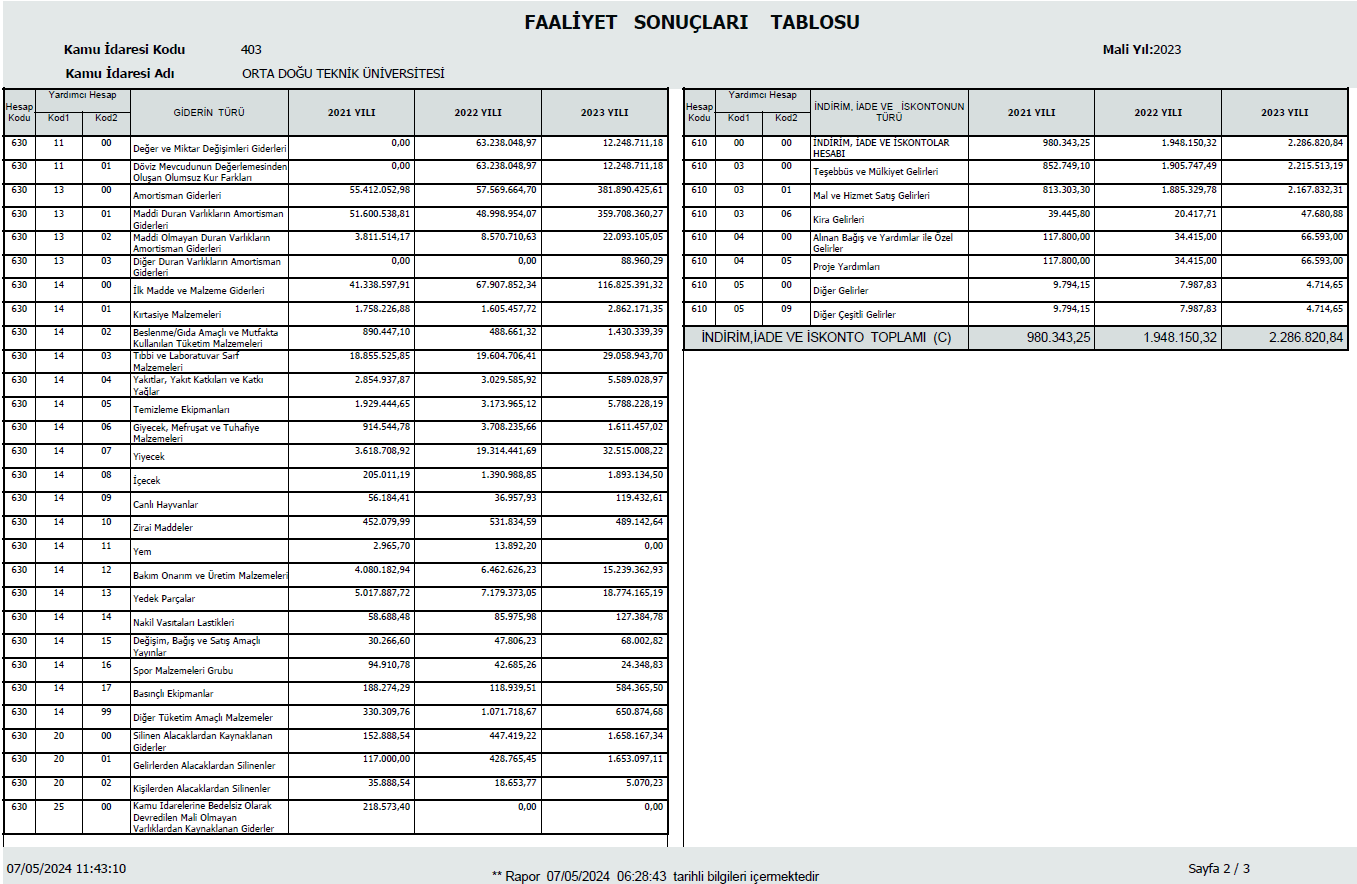 FAALİYET SONUÇLARI TABLOSU
Kamu İdaresi Kodu 403 Mali Yıl:2023
Kamu İdaresi Adı ORTA DOĞU TEKNİK ÜNİVERSİTESİ
Hesap Kodu Yardımcı Hesap Kod1 Kod2 GİDERİN TÜRÜ 2021 YILI 2022 YILI 2023 YILI
630 11 00 Değer ve Miktar Değişimleri Giderleri 0,00 63.238.048,97 12.248.711,18
630 11 01 Döviz Mevcudunun Değerlemesinden Oluşan Olumsuz Kur Farkları 0,00 63.238.048,97 12.248.711,18
630 13 00 Amortisman Giderleri 55.412.052,98 57.569.664,70 381.890.425,61
630 13 01 Maddi Duran Varlıkların Amortisman Giderleri 51.600.538,81 48.998.954,07 359.708.360,27
630 13 02 Maddi Olmayan Duran Varlıkların Amortisman Giderleri 3.811.514,17 8.570.710,63 22.093.105,05
630 13 03 Diğer Duran Varlıkların Amortisman Giderleri 0,00 0,00 88.960,29
630 14 00 İlk Madde ve Malzeme Giderleri 41.338.597,91 67.907.852,34 116.825.391,32
630 14 01 Kırtasiye Malzemeleri 1.758.226,88 1.605.457,72 2.862.171,35
630 14 02 Beslenme/Gıda Amaçlı ve Mutfakta Kullanılan Tüketim Malzemeleri 890.447,10 488.661,32 1.430.339,39
630 14 03 Tıbbi ve Laboratuvar Sarf Malzemeleri 18.855.525,85 19.604.706,41 29.058.943,70
630 14 04 Yakıtlar, Yakıt Katkıları ve Katkı Yağlar 2.854.937,87 3.029.585,92 5.589.028,97
630 14 05 Temizleme Ekipmanları 1.929.444,65 3.173.965,12 5.788.228,19
630 14 06 Giyecek, Mefruşat ve Tuhafiye Malzemeleri 914.544,78 3.708.235,66 1.611.457,02
630 14 07 Yiyecek 3.618.708,92 19.314.441,69 32.515.008,22
630 14 08 İçecek 205.011,19 1.390.988,85 1.893.134,50
630 14 09 Canlı Hayvanlar 56.184,41 36.957,93 119.432,61
630 14 10 Zirai Maddeler 452.079,99 531.834,59 489.142,64
630 14 11 Yem 2.965,70 13.892,20 0,00
630 14 12 Bakım Onarım ve Üretim Malzemeleri 4.080.182,94 6.462.626,23 15.239.362,93
630 14 13 Yedek Parçalar 5.017.887,72 7.179.373,05 18.774.165,19
630 14 14 Nakil Vasıtaları Lastikleri 58.688,48 85.975,98 127.384,78
630 14 15 Değişim, Bağış ve Satış Amaçlı Yayınlar 30.266,60 47.806,23 68.002,82
630 14 16 Spor Malzemeleri Grubu 94.910,78 42.685,26 24.348,83
630 14 17 Basınçlı Ekipmanlar 188.274,29 118.939,51 584.365,50
630 14 99 Diğer Tüketim Amaçlı Malzemeler 330.309,76 1.071.718,67 650.874,68
630 20 00 Silinen Alacaklardan Kaynaklanan Giderler 152.888,54 447.419,22 1.658.167,34
630 20 01 Gelirlerden Alacaklardan Silinenler 117.000,00 428.765,45 1.653.097,11
630 20 02 Kişilerden Alacaklardan Silinenler 35.888,54 18.653,77 5.070,23
630 25 00 Kamu İdarelerine Bedelsiz Olarak Devredilen Mali Olmayan Varlıklardan Kaynaklanan Giderler 218.573,40 0,00 0,00
Hesap Kodu Yardımcı Hesap Kod1 Kod2 İNDİRİM, İADE VE İSKONTONUN TÜRÜ 2021 YILI 2022 YILI 2023 YILI
610 00 00 İNDİRİM, İADE VE İSKONTOLAR HESABI 980.343,25 1.948.150,32 2.286.820,84
610 03 00 Teşebbüs ve Mülkiyet Gelirleri 852.749,10 1.905.747,49 2.215.513,19
610 03 01 Mal ve Hizmet Satış Gelirleri 813.303,30 1.885.329,78 2.167.832,31
610 03 06 Kira Gelirleri 39.445,80 20.417,71 47.680,88
610 04 00 Alınan Bağış ve Yardımlar ile Özel Gelirler 117.800,00 34.415,00 66.593,00
610 04 05 Proje Yardımları 117.800,00 34.415,00 66.593,00
610 05 00 Diğer Gelirler 9.794,15 7.987,83 4.714,65
610 05 09 Diğer Çeşitli Gelirler 9.794,15 7.987,83 4.714,65
İNDİRİM,İADE VE İSKONTO TOPLAMI (C) 980.343,25 1.948.150,32 2.286.820,84
07/05/2024 11:43:10
** Rapor 07/05/2024 06:28:43 tarihli bilgileri içermektedir
Sayfa 2 / 3